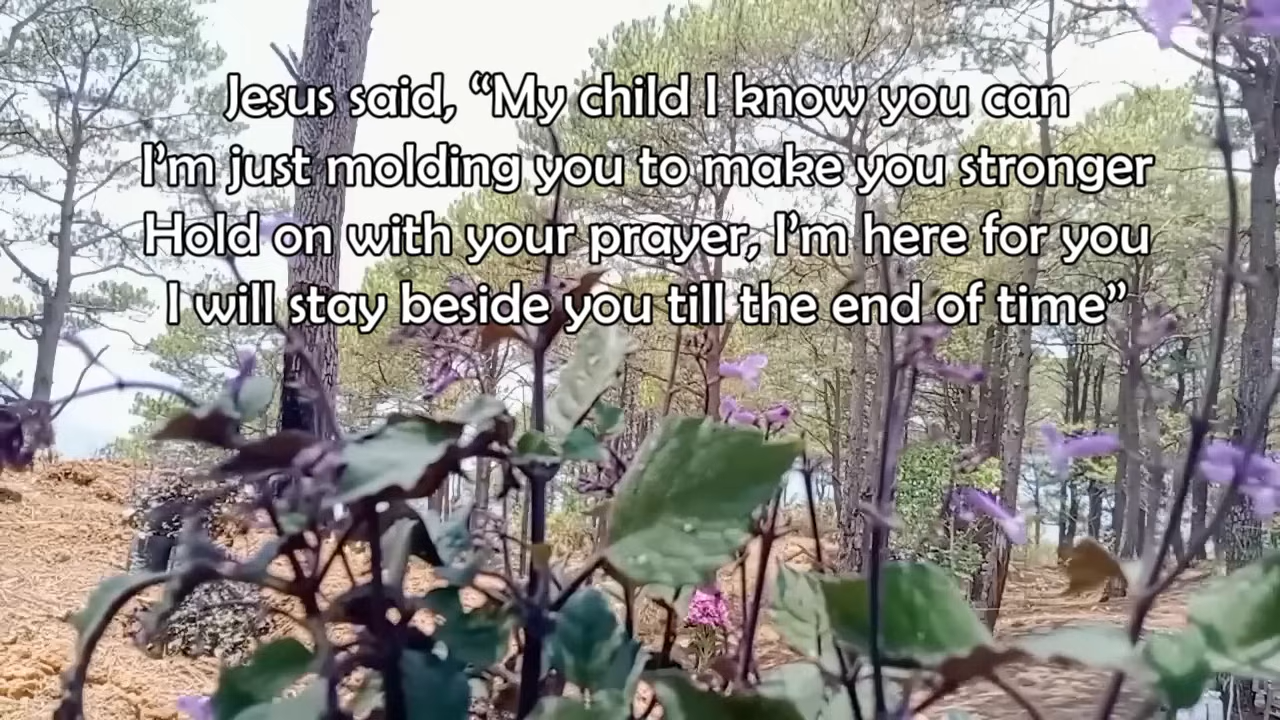 Jesus said, “My child I know you can
I’m just molding you to make you stronger
Hold on with your prayer, I’m here for you
I will stay beside you till the end of time”